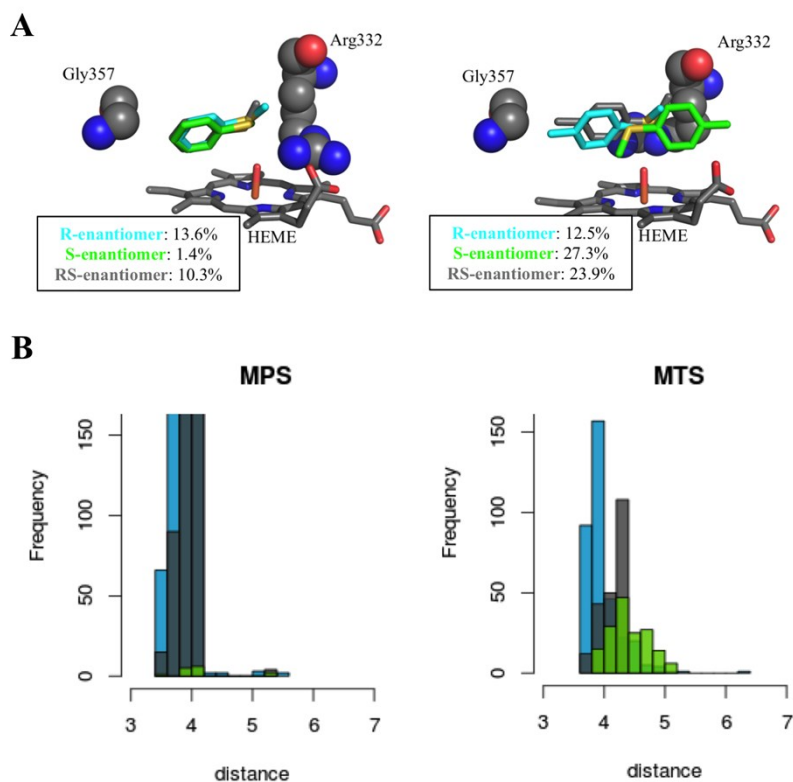 A
Gly357
Arg332
HEME
R-enantiomer: 13.6%
S-enantiomer: 1.4%
RS-enantiomer: 10.3%
Gly357
Arg332
HEME
R-enantiomer: 12.5%
S-enantiomer: 27.3%
RS-enantiomer: 23.9%
B
MPS
Frequency
0
50
100
150
3 4 5 6 7
distance
MTS
Frequency
0
50
100
150
3 4 5 6 7
distance